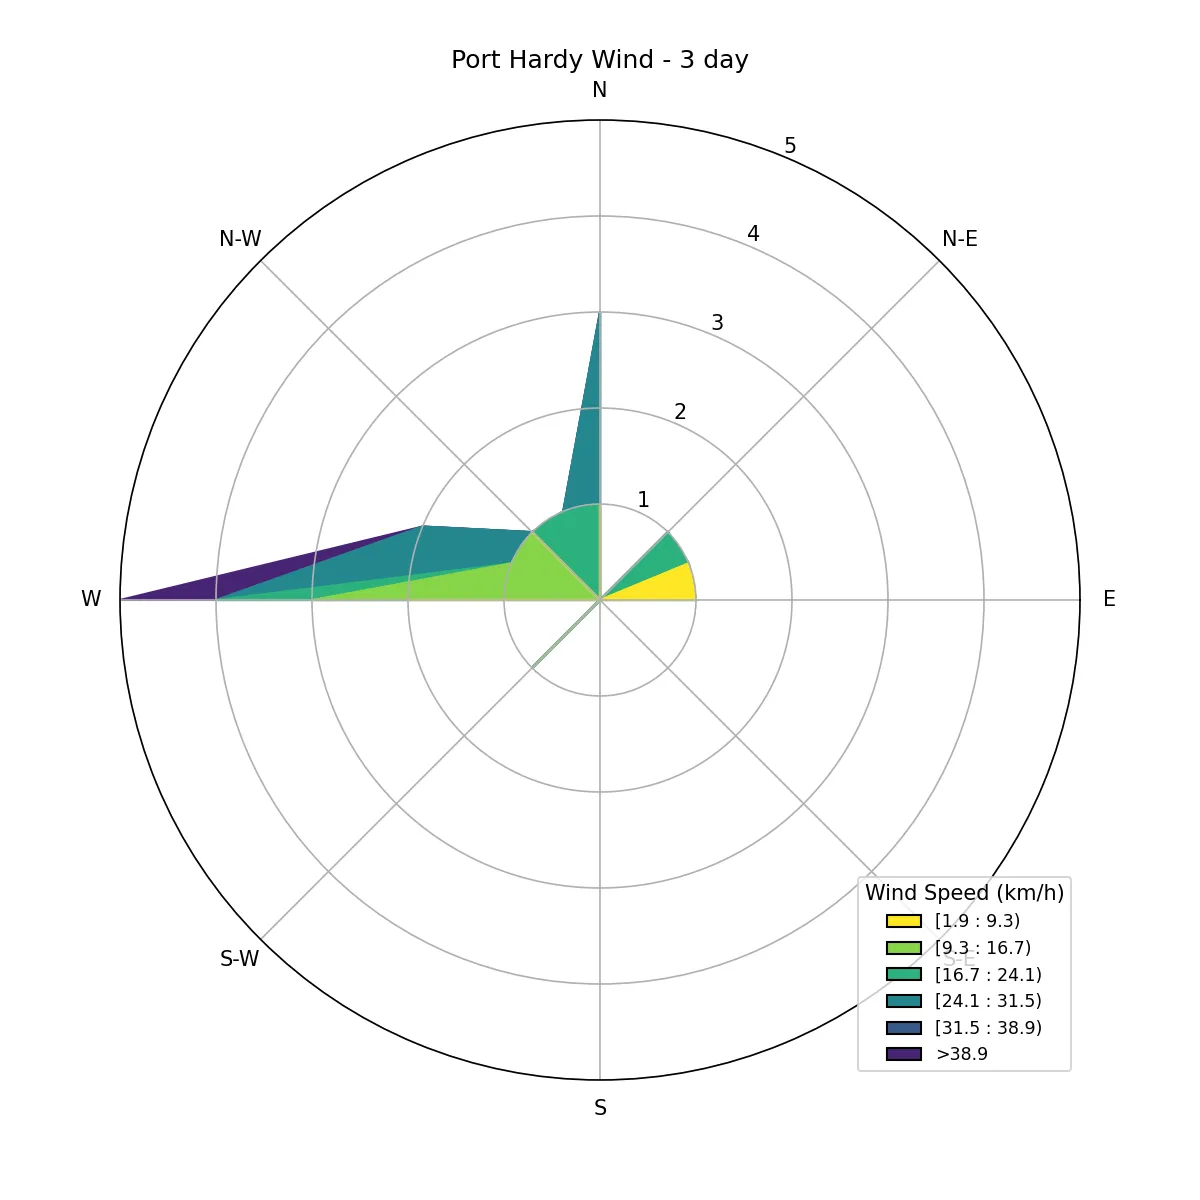 Port Hardy Wind - 3 day
N
5
N-W
N-E
4
3
2
1
W
E
S-W
S-E
S
Wind Speed (km/h)
[1.9 : 9.3)
[9.3 : 16.7)
[16.7 : 24.1)
[24.1 : 31.5)
[31.5 : 38.9)
>38.9